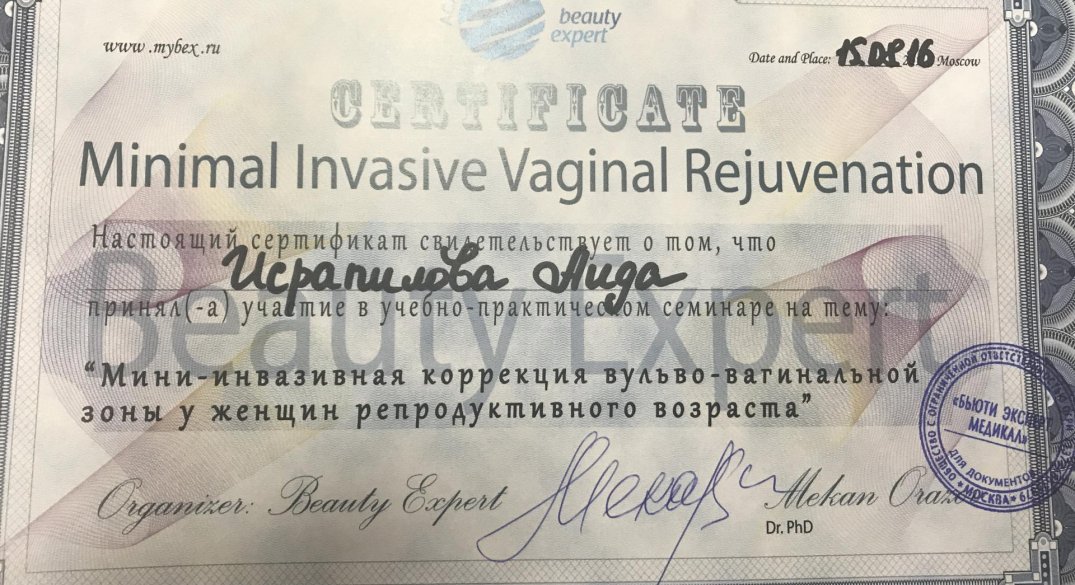 beauty
expert
www.mybex.ru
Date and Place: 15.08.16 Moscow
CERTIFICATE
Minimal Invasive Vaginal Rejuvenation
Настоящий сертификат свидетельствует о том, что
Исрапилова Аида
принял(-а) участие в учебно-практическом семинаре на тему:
Beauty Expert
“Мини-инвазивная коррекция вульво-вагинальной
зоны у женщин репродуктивного возраста”
Organizer: Beauty Expert
Mekan
Dr. PhD
«БЬЮТИ ЭКСПЕРТ
МЕДИКАЛ»
ДЛЯ ДОКУМЕНТОВ
МОСКВА